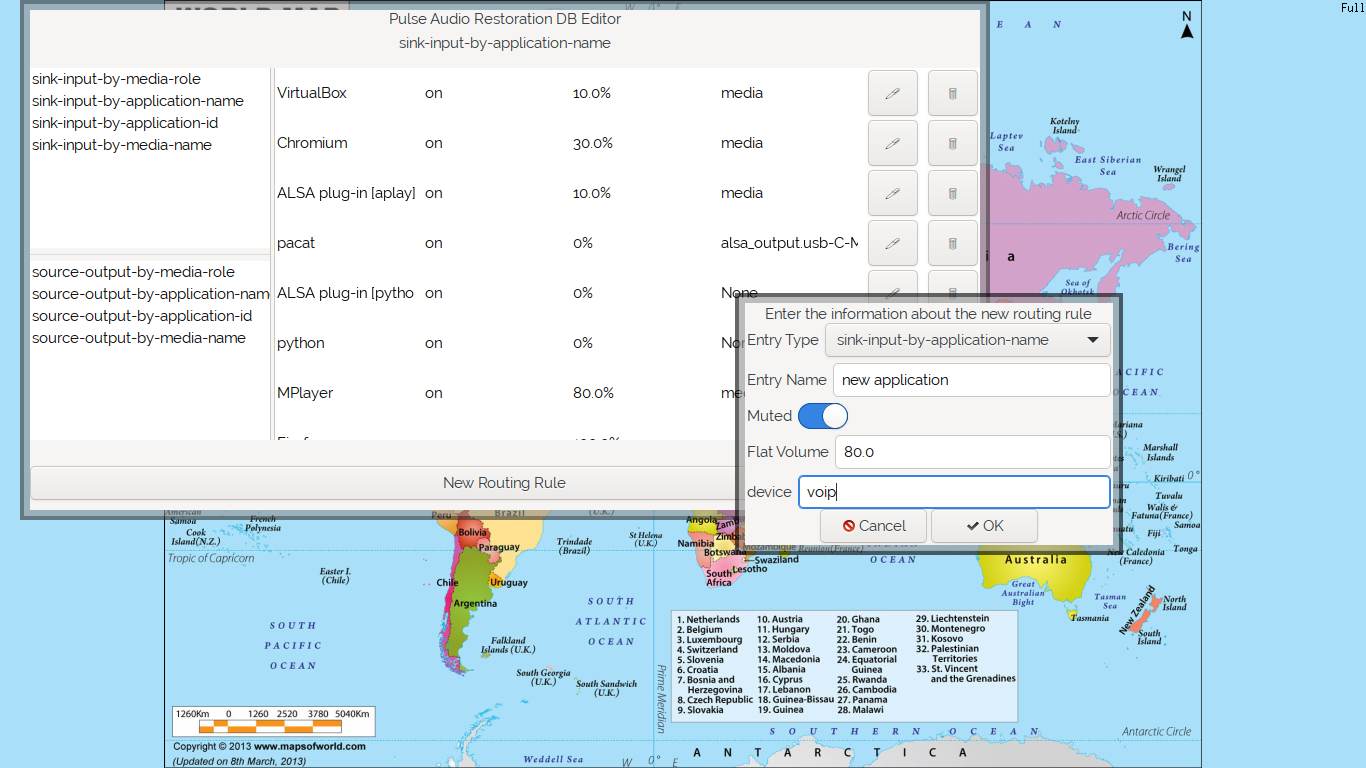 Full
Pulse Audio Restoration DB Editor
sink-input-by-application-name
sink-input-by-media-role
sink-input-by-application-name
sink-input-by-application-id
sink-input-by-media-name
source-output-by-media-role
source-output-by-application-nam
source-output-by-application-id
source-output-by-media-name
VirtualBox on 10.0% media
Chromium on 30.0% media
ALSA plug-in [aplay] on 10.0% media
pacat on 0% alsa_output.usb-C-M
ALSA plug-in [pytho on 0% None
python on 0%
MPlayer on 80.0%
New Routing Rule
Enter the information about the new routing rule
Entry Type sink-input-by-application-name
Entry Name new application
Muted
Flat Volume 80.0
device voip
Cancel OK
W 0° E
E A N
N
Laptev
Sea
Kotelny
Island
East Siberian
Sea
Wrangel
Island
Arctic Circle
Bering
Sea
Sea of
Okhotsk
OCEAN
Marshall
Islands
Kiribati 0°
Tuvalu
Wallis &
Futuna(France)
Samoa
Fiji
Tonga
New Caledonia
(France)
Samoa
Cook
Island(N.Z.)
French
Polynesia
Tropic of Capricorn
Easter I.
(Chile)
Peru
Brazil
Bolivia
Paraguay
Chile
Uruguay
Argentina
Trindade
(Brazil)
St Helena
(U.K.)
Angola
Namibia
Botswana
Swaziland
South
Africa
Lesotho
OCEAN
Australia
Great
Australian
Bight
Tasman
Sea
Tasmania
New Zealand
North
Island
South
Island
SOUTH
PACIFIC
OCEAN
SOUTH
ATLANTIC
OCEAN
Falkland
Islands (U.K.)
South Georgia
(U.K.)
South Sandwich
(U.K.)
Prime Meridian
1. Netherlands
2. Belgium
3. Luxembourg
4. Switzerland
5. Slovenia
6. Croatia
7. Bosnia and
Herzegovina
8. Czech Republic
9. Slovakia
10. Austria
11. Hungary
12. Serbia
13. Moldova
14. Macedonia
15. Albania
16. Cyprus
17. Lebanon
18. Guinea-Bissau
19. Guinea
20. Ghana
21. Togo
22. Benin
23. Cameroon
24. Equatorial
Guinea
25. Rwanda
26. Cambodia
27. Panama
28. Malawi
29. Liechtenstein
30. Montenegro
31. Kosovo
32. Palestinian
Territories
33. St. Vincent
and the Grenadines
1260Km 0 1260 2520 3780 5040Km
Copyright © 2013 www.mapsofworld.com
(Updated on 8th March, 2013)
SOUTHERN OCEAN
Antarctic Circle
ANTARCTICA
Weddell Sea
W 0° E